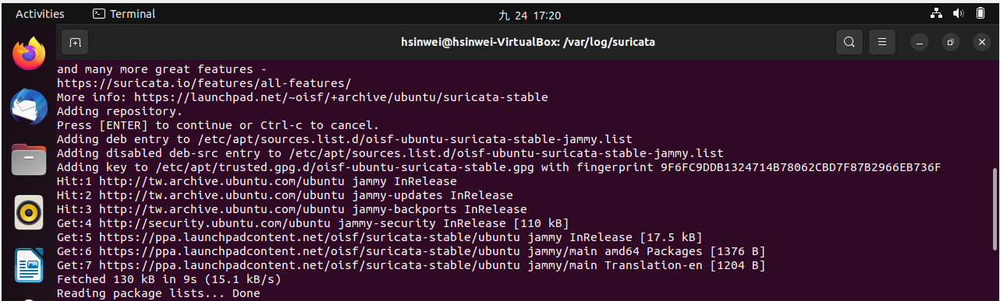 Activities
Terminal
九 24 17:20
hsinwei@hsinwei-VirtualBox: /var/log/suricata
and many more great features -
https://suricata.io/features/all-features/
More info: https://launchpad.net/~oisf/+archive/ubuntu/suricata-stable
Adding repository.
Press [ENTER] to continue or Ctrl-c to cancel.
Adding deb entry to /etc/apt/sources.list.d/oisf-ubuntu-suricata-stable-jammy.list
Adding disabled deb-src entry to /etc/apt/sources.list.d/oisf-ubuntu-suricata-stable-jammy.list
Adding key to /etc/apt/trusted.gpg.d/oisf-ubuntu-suricata-stable.gpg with fingerprint 9F6FC9DDB1324714B78062CBD7F87B2966EB736F
Hit:1 http://tw.archive.ubuntu.com/ubuntu jammy InRelease
Hit:2 http://tw.archive.ubuntu.com/ubuntu jammy-updates InRelease
Hit:3 http://tw.archive.ubuntu.com/ubuntu jammy-backports InRelease
Get:4 http://security.ubuntu.com/ubuntu jammy-security InRelease [110 kB]
Get:5 https://ppa.launchpadcontent.net/oisf/suricata-stable/ubuntu jammy InRelease [17.5 kB]
Get:6 https://ppa.launchpadcontent.net/oisf/suricata-stable/ubuntu jammy/main amd64 Packages [1376 B]
Get:7 https://ppa.launchpadcontent.net/oisf/suricata-stable/ubuntu jammy/main Translation-en [1204 B]
Fetched 130 kB in 9s (15.1 kB/s)
Reading package lists... Done